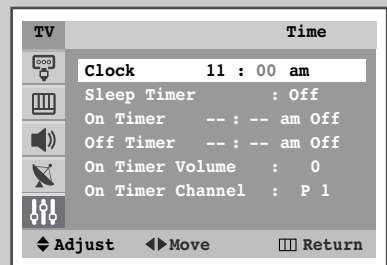 TV Time
Clock 11 : 00 am
Sleep Timer : Off
On Timer -- : -- am Off
Off Timer -- : -- am Off
On Timer Volume : 0
On Timer Channel : P 1
Adjust Move Return